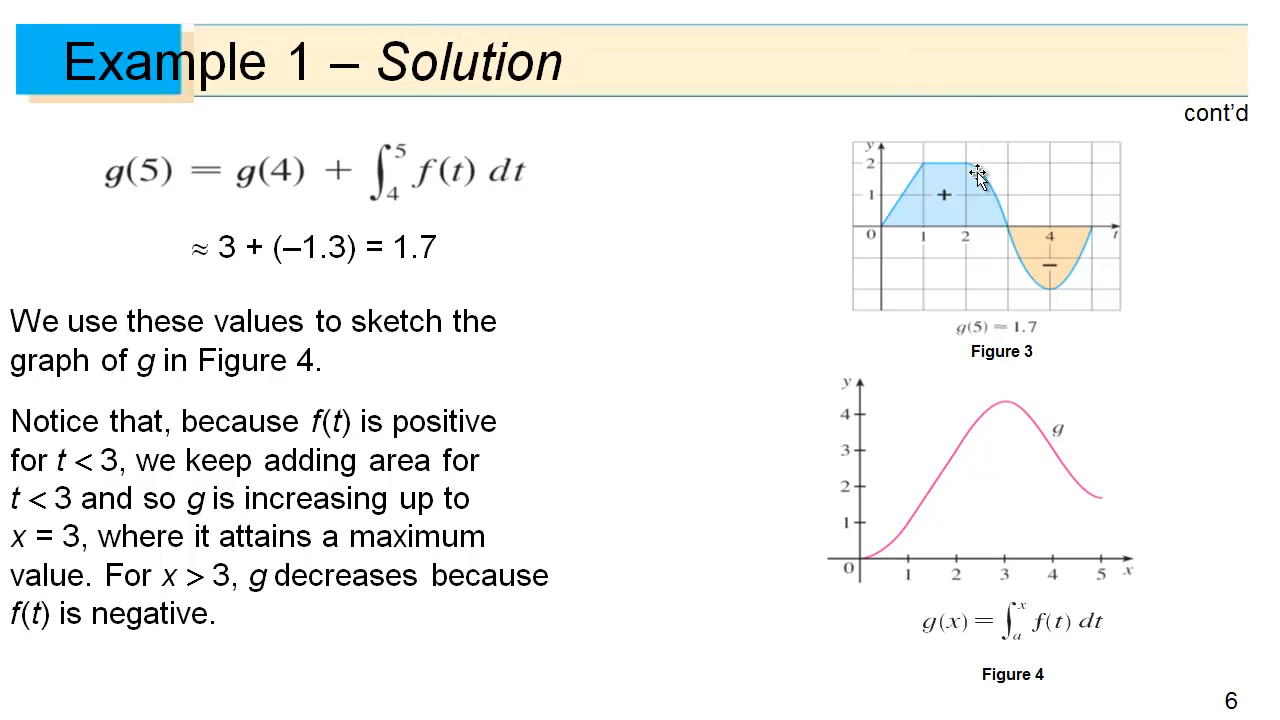 Example 1 – Solution
cont’d
g(5) = g(4) + ∫₄⁵ f(t) dt
≈ 3 + (–1.3) = 1.7
We use these values to sketch the
graph of g in Figure 4.
Notice that, because f(t) is positive
for t < 3, we keep adding area for
t < 3 and so g is increasing up to
x = 3, where it attains a maximum
value. For x > 3, g decreases because
f(t) is negative.
y
2
1
+
0 1 2 4 t
–
g(5) ≈ 1.7
Figure 3
y
4
g
3
2
1
0 1 2 3 4 5 x
g(x) = ∫ₐˣ f(t) dt
Figure 4
6